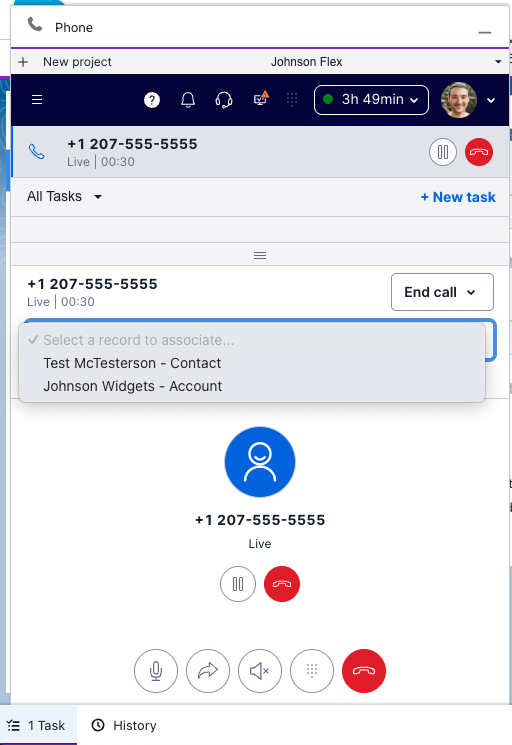 Phone
New project
Johnson Flex
3h 49min
+1 207-555-5555
Live | 00:30
All Tasks
+ New task
+1 207-555-5555
Live | 00:30
End call
✓ Select a record to associate...
Test McTesterson - Contact
Johnson Widgets - Account
+1 207-555-5555
Live
1 Task
History